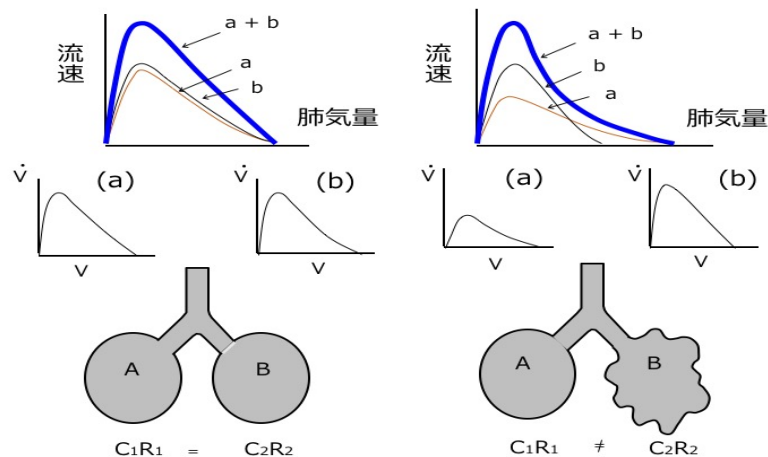 a + b
a
b
流速
肺気量
V̇
(a)
V
V̇
(b)
V
A
B
C₁R₁ = C₂R₂
a + b
b
a
流速
肺気量
V̇
(a)
V
V̇
(b)
V
A
B
C₁R₁ ≠ C₂R₂